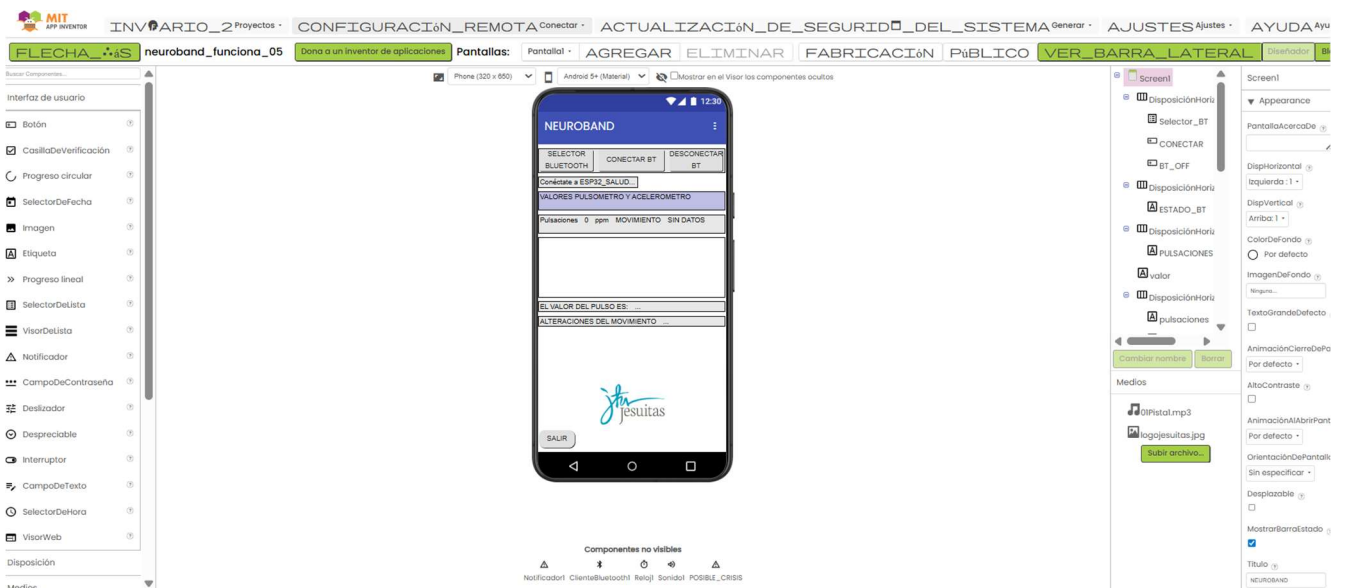 MIT
APP INVENTOR
Proyectos
CONFIGURACIóN_REMOTA Conectar
Generar
AJUSTES Ajustes
AYUDA Ayu
neuroband_funciona_05
Dona a un inventor de aplicaciones
Pantallas:
Pantalla1
AGREGAR
ELIMINAR
FABRICACIóN
PúBLICO
VER_BARRA_LATERAL
Diseñador
Buscar Componentes...
Interfaz de usuario
Botón
CasillaDeVerificación
Progreso circular
SelectorDeFecha
Imagen
Etiqueta
Progreso lineal
SelectorDeLista
VisorDeLista
Notificador
CampoDeContraseña
Deslizador
Despreciable
Interruptor
CampoDeTexto
SelectorDeHora
VisorWeb
Disposición
Medios
Phone (320 x 650)
Android 5+ (Material)
Mostrar en el Visor los componentes ocultos
12:30
NEUROBAND
SELECTOR
BLUETOOTH
CONECTAR BT
DESCONECTAR
BT
Conéctate a ESP32_SALUD...
VALORES PULSOMETRO Y ACELEROMETRO
Pulsaciones 0 ppm MOVIMIENTO SIN DATOS
EL VALOR DEL PULSO ES: ...
ALTERACIONES DEL MOVIMIENTO ...
jesuitas
SALIR
Componentes no visibles
Notificador1 ClienteBluetooth1 Reloj1 Sonido1 POSIBLE_CRISIS
Screen1
DisposiciónHoriz
Selector_BT
CONECTAR
BT_OFF
DisposiciónHoriz
ESTADO_BT
DisposiciónHoriz
PULSACIONES
valor
DisposiciónHoriz
pulsaciones
Cambiar nombre
Borrar
Medios
01Pista1.mp3
logojesuitas.jpg
Subir archivo...
Screen1
Appearance
PantallaAcercaDe
DispHorizontal
Izquierda : 1
DispVertical
Arriba: 1
ColorDeFondo
Por defecto
ImagenDeFondo
Ninguno...
TextoGrandeDefecto
AnimaciónCierreDePa
Por defecto
AltoContraste
AnimaciónAlAbrirPant
Por defecto
OrientaciónDePantalla
Sin especificar
Desplazable
MostrarBarraEstado
Título
NEUROBAND